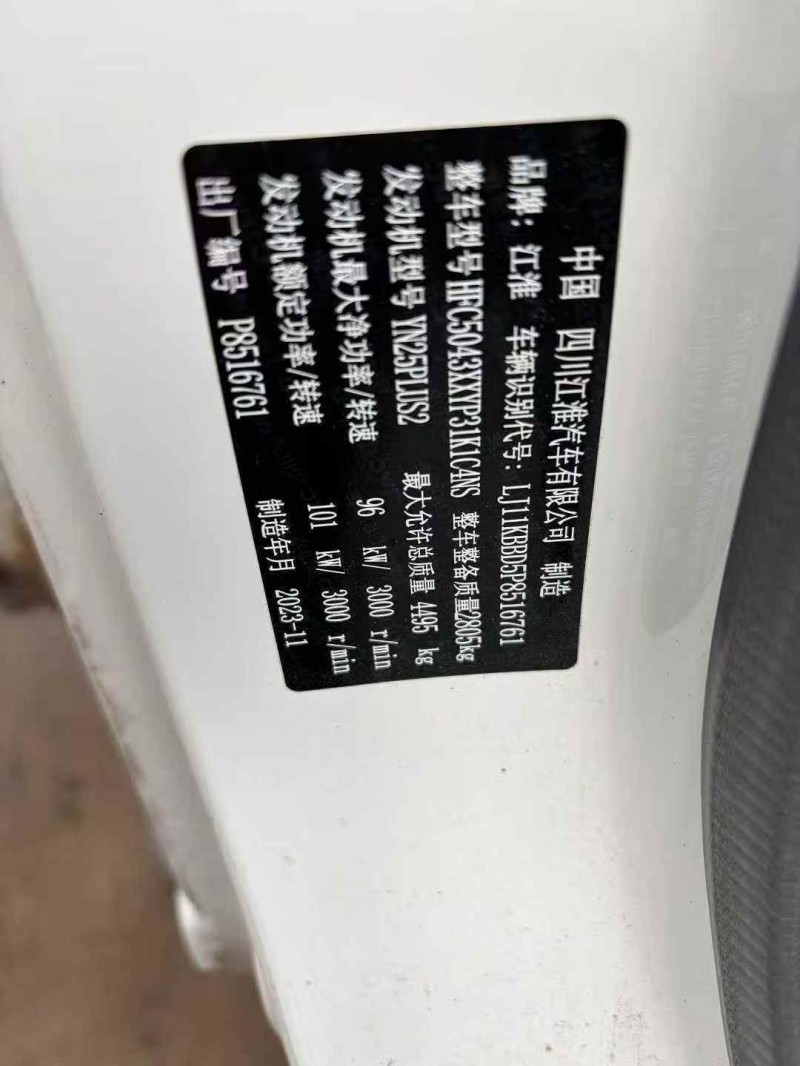 中国 四川江淮汽车有限公司 制造
品牌：江淮 车辆识别代号：LJ11KBBD5P8516761
整车型号 HFC5043XXYP31K1C4NS 整车整备质量2805kg
发动机型号 YN25PLUS2 最大允许总质量 4495 kg
发动机最大净功率/转速 96 kW/ 3000 r/min
发动机额定功率/转速 101 kW/ 3000 r/min
出厂编号 P8516761 制造年月 2023-11